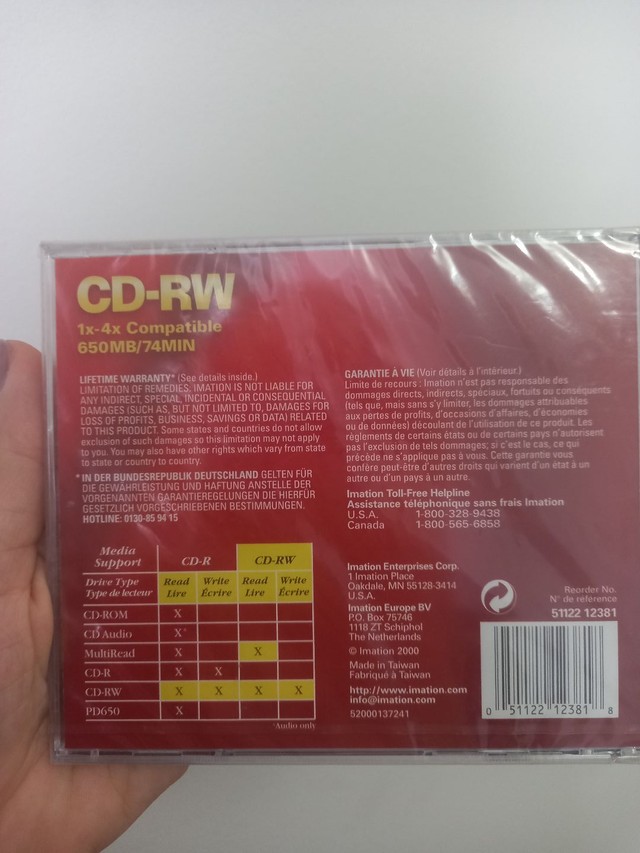 CD-RW
1x-4x Compatible
650MB/74MIN
LIFETIME WARRANTY* (See details inside.)
LIMITATION OF REMEDIES. IMATION IS NOT LIABLE FOR
ANY INDIRECT, SPECIAL, INCIDENTAL OR CONSEQUENTIAL
DAMAGES (SUCH AS, BUT NOT LIMITED TO, DAMAGES FOR
LOSS OF PROFITS, BUSINESS, SAVINGS OR DATA) RELATED
TO THIS PRODUCT. Some states and countries do not allow
exclusion of such damages so this limitation may not apply
to you. You may also have other rights which vary from state
to state or country to country.
* IN DER BUNDESREPUBLIK DEUTSCHLAND GELTEN FÜR
DIE GEWÄHRLEISTUNG UND HAFTUNG ANSTELLE DER
VORGENANNTEN GARANTIEREGELUNGEN DIE HIERFÜR
GESETZLICH VORGESCHRIEBENEN BESTIMMUNGEN.
HOTLINE: 0130-85 94 15
GARANTIE À VIE (Voir détails à l'intérieur.)
Limite de recours : Imation n'est pas responsable des
dommages directs, indirects, spéciaux, fortuits ou conséquents
(tels que, mais sans s'y limiter, les dommages attribuables
aux pertes de profits, d'occasions d'affaires, d'économies
ou de données) découlant de l'utilisation de ce produit. Les
règlements de certains états ou de certains pays n'autorisent
pas l'exclusion de tels dommages; si c'est le cas, ce qui
précède ne s'applique pas à vous. Cette garantie vous
confère peut-être d'autres droits qui varient d'un état à un
autre ou d'un pays à un autre.
Imation Toll-Free Helpline
Assistance téléphonique sans frais Imation
U.S.A. 1-800-328-9438
Canada 1-800-565-6858
Media Support CD-R CD-RW
Drive Type Read Write Read Write
Type de lecteur Lire Écrire Lire Écrire
CD-ROM X
CD Audio X*
MultiRead X X
CD-R X X
CD-RW X X X X
PD650 X
*Audio only
Imation Enterprises Corp.
1 Imation Place
Oakdale, MN 55128-3414
U.S.A.
Imation Europe BV
P.O. Box 75746
1118 ZT Schiphol
The Netherlands
© Imation 2000
Made in Taiwan
Fabriqué à Taiwan
http://www.imation.com
info@imation.com
52000137241
Reorder No.
N° de référence
51122 12381
0 51122 12381 8